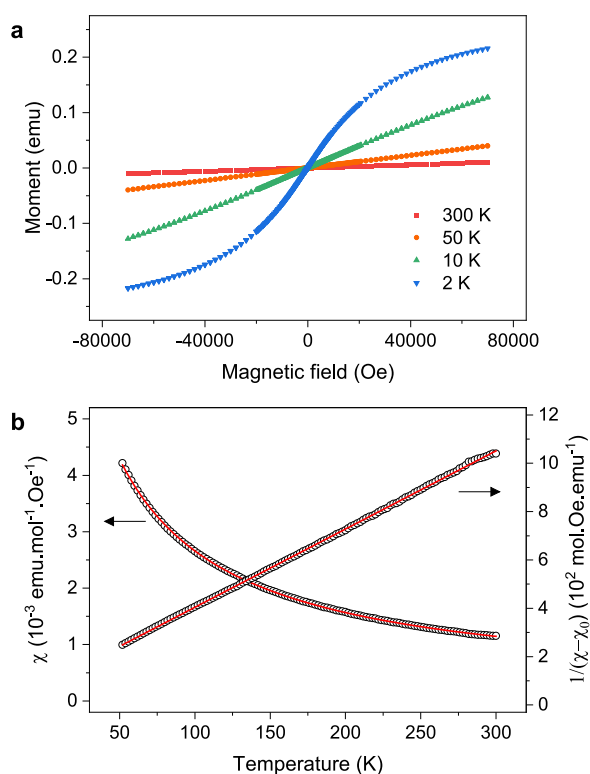 a
Moment (emu)
0.2
0.1
0.0
-0.1
-0.2
300 K
50 K
10 K
2 K
-80000 -40000 0 40000 80000
Magnetic field (Oe)
b
χ (10⁻³ emu.mol⁻¹.Oe⁻¹)
5
4
3
2
1
0
12
10
8
6
4
2
0
1/(χ−χ₀) (10² mol.Oe.emu⁻¹)
50 100 150 200 250 300
Temperature (K)